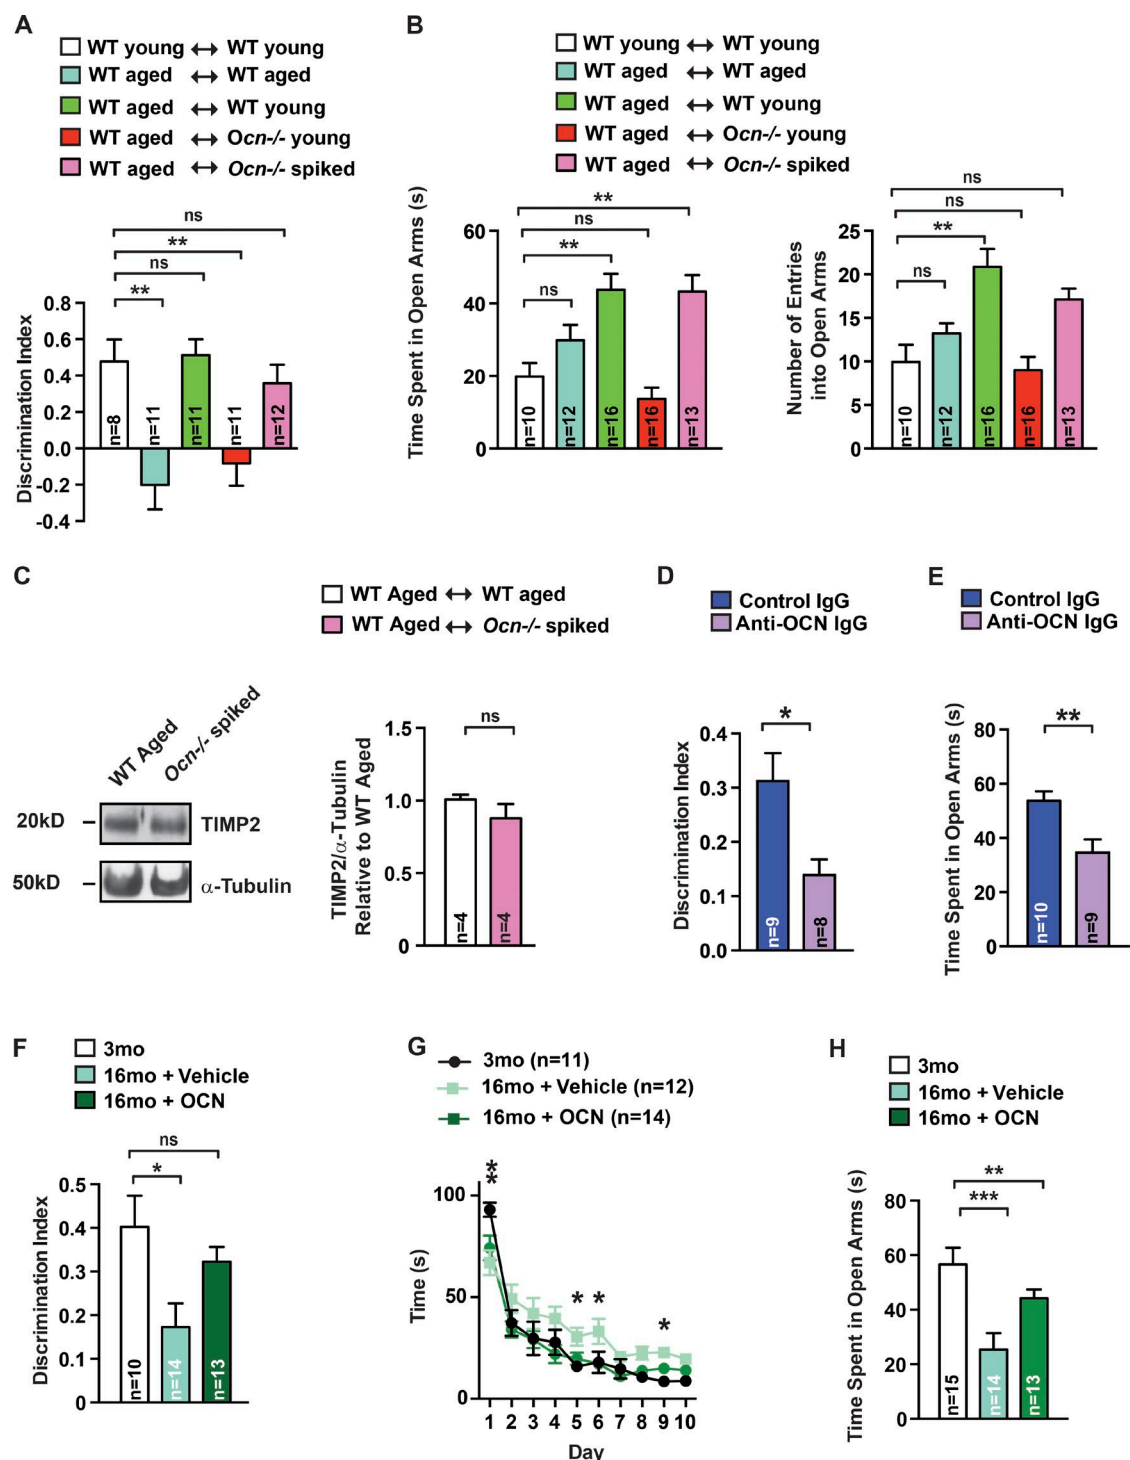 A
WT young ↔ WT young
WT aged ↔ WT aged
WT aged ↔ WT young
WT aged ↔ Ocn-/- young
WT aged ↔ Ocn-/- spiked
ns
**
ns
**
Discrimination Index
0.8
0.6
0.4
0.2
0.0
-0.2
-0.4
n=8
n=11
n=11
n=11
n=12
B
WT young ↔ WT young
WT aged ↔ WT aged
WT aged ↔ WT young
WT aged ↔ Ocn-/- young
WT aged ↔ Ocn-/- spiked
**
ns
**
ns
Time Spent in Open Arms (s)
60
40
20
0
n=10
n=12
n=16
n=16
n=13
ns
ns
**
ns
Number of Entries
into Open Arms
25
20
15
10
5
0
n=10
n=12
n=16
n=16
n=13
C
WT Aged ↔ WT aged
WT Aged ↔ Ocn-/- spiked
WT Aged
Ocn-/- spiked
20kD
TIMP2
50kD
α-Tubulin
ns
TIMP2/α-Tubulin
Relative to WT Aged
1.5
1.0
0.5
0
n=4
n=4
D
Control IgG
Anti-OCN IgG
*
Discrimination Index
0.4
0.3
0.2
0.1
0.0
n=9
n=8
E
Control IgG
Anti-OCN IgG
**
Time Spent in Open Arms (s)
80
60
40
20
0
n=10
n=9
F
3mo
16mo + Vehicle
16mo + OCN
ns
*
Discrimination Index
0.5
0.4
0.3
0.2
0.1
0
n=10
n=14
n=13
G
3mo (n=11)
16mo + Vehicle (n=12)
16mo + OCN (n=14)
*
*
* *
*
Time (s)
100
50
0
1 2 3 4 5 6 7 8 9 10
Day
H
3mo
16mo + Vehicle
16mo + OCN
**
***
Time Spent in Open Arms (s)
80
60
40
20
0
n=15
n=14
n=13